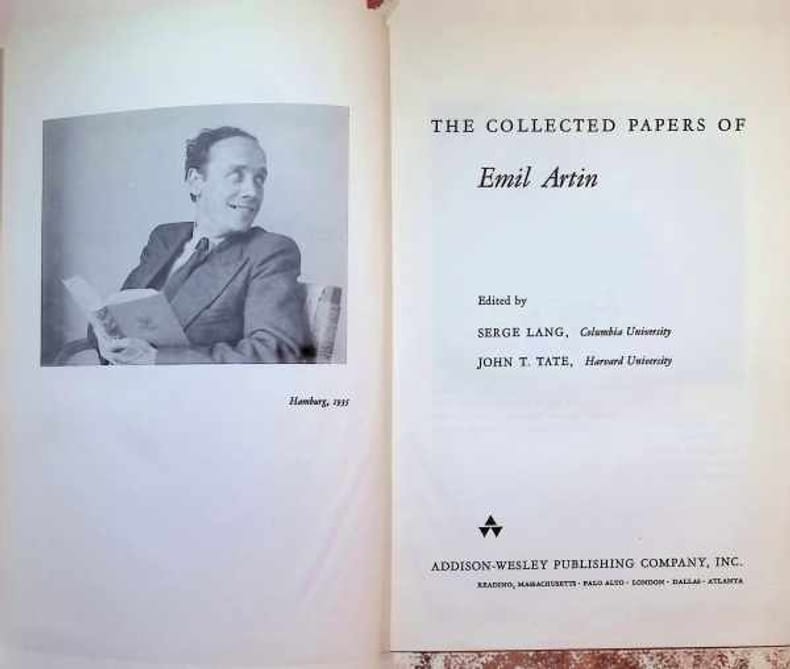 Hamburg, 1935
THE COLLECTED PAPERS OF
Emil Artin
Edited by
SERGE LANG, Columbia University
JOHN T. TATE, Harvard University
ADDISON-WESLEY PUBLISHING COMPANY, INC.
READING, MASSACHUSETTS · PALO ALTO · LONDON · DALLAS · ATLANTA